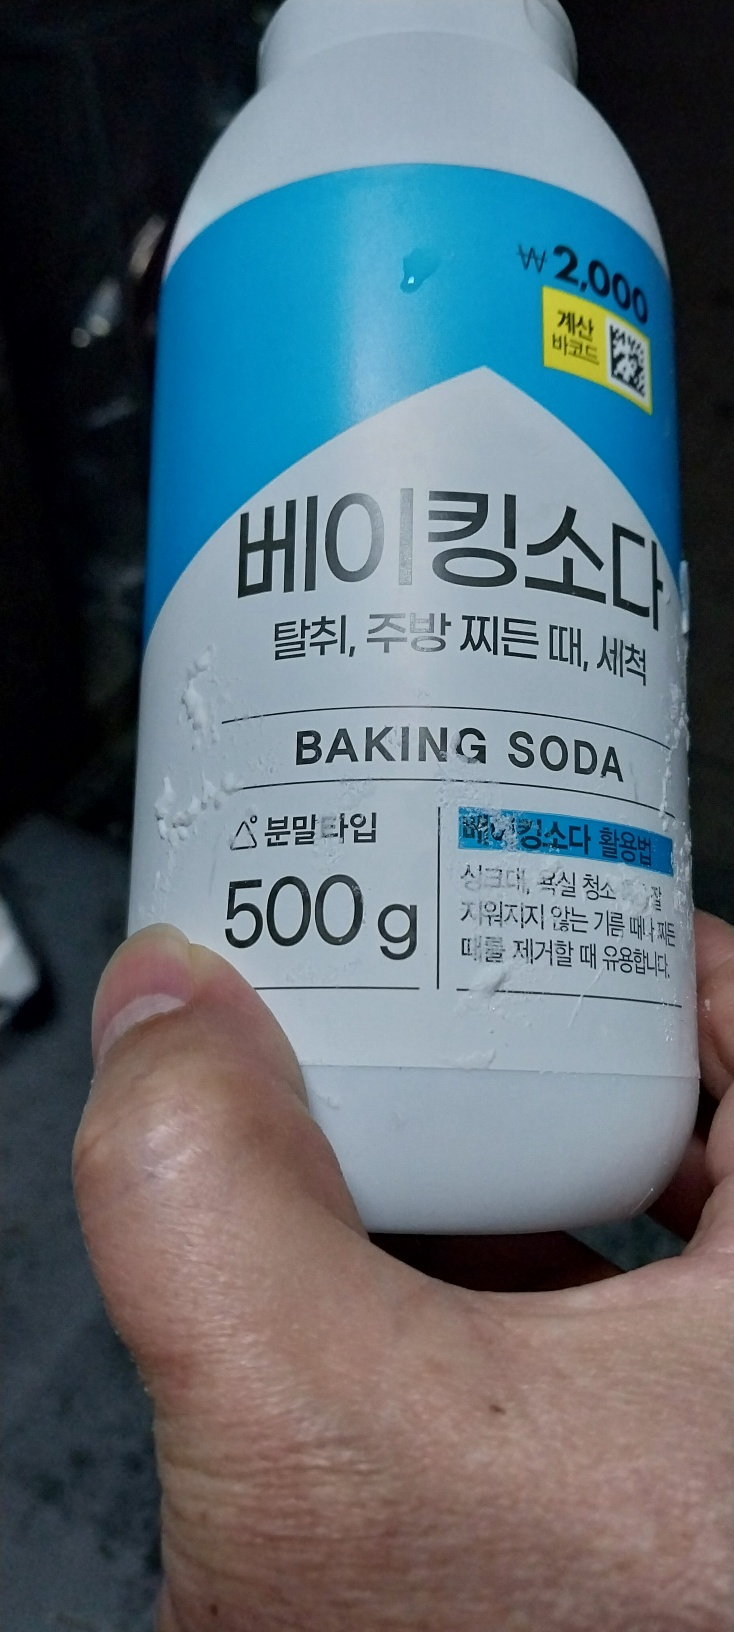 ₩2,000
계산
바코드
베이킹소다
탈취, 주방 찌든 때, 세척
BAKING SODA
분말타입
500g
베이킹소다 활용법
싱크대, 욕실 청소 잘
지워지지 않는 기름 때나 찌든
때를 제거할 때 유용합니다.